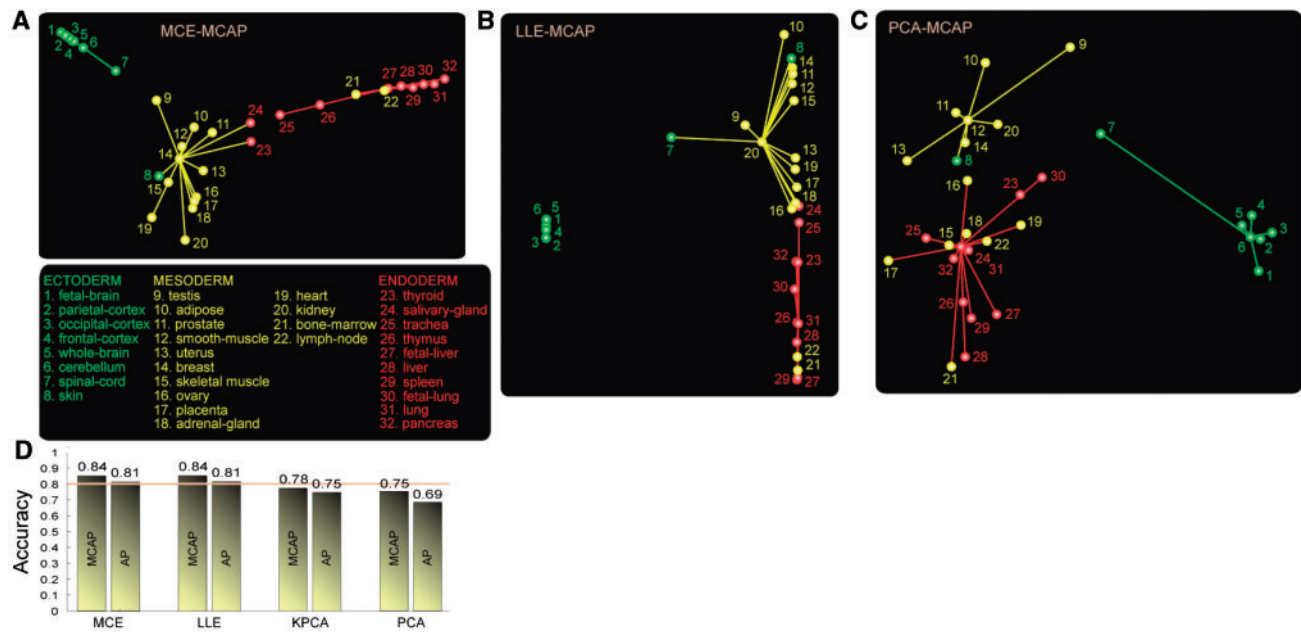 A
MCE-MCAP
1
2
3
4
5
6
7
9
10
11
12
14
8
15
13
16
17
18
19
20
24
23
25
26
21
22
27
28
29
30
31
32
ECTODERM
1. fetal-brain
2. parietal-cortex
3. occipital-cortex
4. frontal-cortex
5. whole-brain
6. cerebellum
7. spinal-cord
8. skin
MESODERM
9. testis
10. adipose
11. prostate
12. smooth-muscle
13. uterus
14. breast
15. skeletal muscle
16. ovary
17. placenta
18. adrenal-gland
19. heart
20. kidney
21. bone-marrow
22. lymph-node
ENDODERM
23. thyroid
24. salivary-gland
25. trachea
26. thymus
27. fetal-liver
28. liver
29. spleen
30. fetal-lung
31. lung
32. pancreas
B
LLE-MCAP
10
8
14
11
12
15
9
7
20
13
19
17
18
16
24
25
6 5
1
4
3 2
32 23
30
26 31
28
22
21
29 27
C
PCA-MCAP
9
10
11
12
20
14
13
8
7
16
23
30
18
19
15
25
22
24
17
32
31
26
29
27
28
21
4
5
3
6
2
1
D
Accuracy
1
0.9
0.8
0.7
0.6
0.5
0.4
0.3
0.2
0.1
0
0.84 0.81 0.84 0.81 0.78 0.75 0.75 0.69
MCAP AP MCAP AP MCAP AP MCAP AP
MCE LLE KPCA PCA